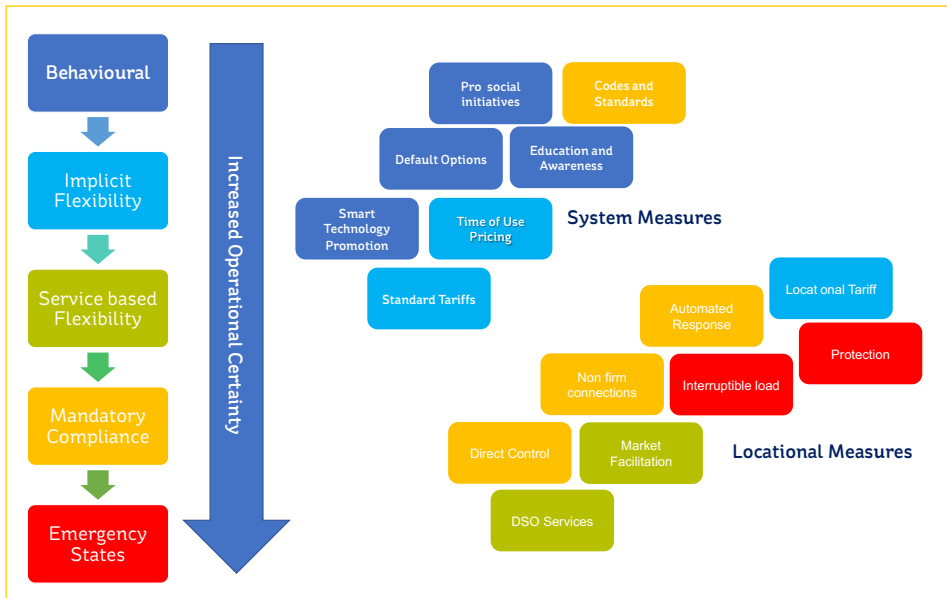 Behavioural
Implicit
Flexibility
Service based
Flexibility
Mandatory
Compliance
Emergency
States
Increased Operational Certainty
Pro social
initiatives
Codes and
Standards
Default Options
Education and
Awareness
Smart
Technology
Promotion
Time of Use
Pricing
System Measures
Standard Tariffs
Locat onal Tariff
Automated
Response
Protection
Non firm
connections
Interruptible load
Direct Control
Market
Facilitation
Locational Measures
DSO Services